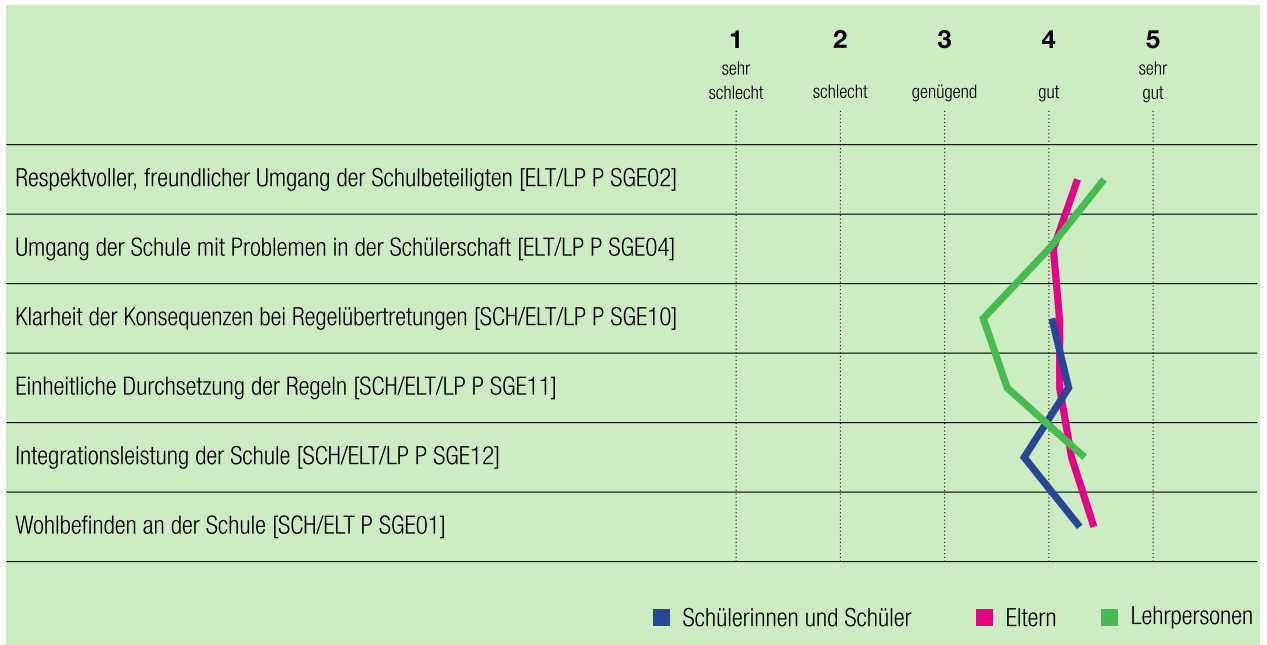 1 2 3 4 5
sehr sehr
schlecht schlecht genügend gut gut
Respektvoller, freundlicher Umgang der Schulbeteiligten [ELT/LP P SGE02]
Umgang der Schule mit Problemen in der Schülerschaft [ELT/LP P SGE04]
Klarheit der Konsequenzen bei Regelübertretungen [SCH/ELT/LP P SGE10]
Einheitliche Durchsetzung der Regeln [SCH/ELT/LP P SGE11]
Integrationsleistung der Schule [SCH/ELT/LP P SGE12]
Wohlbefinden an der Schule [SCH/ELT P SGE01]
Schülerinnen und Schüler Eltern Lehrpersonen